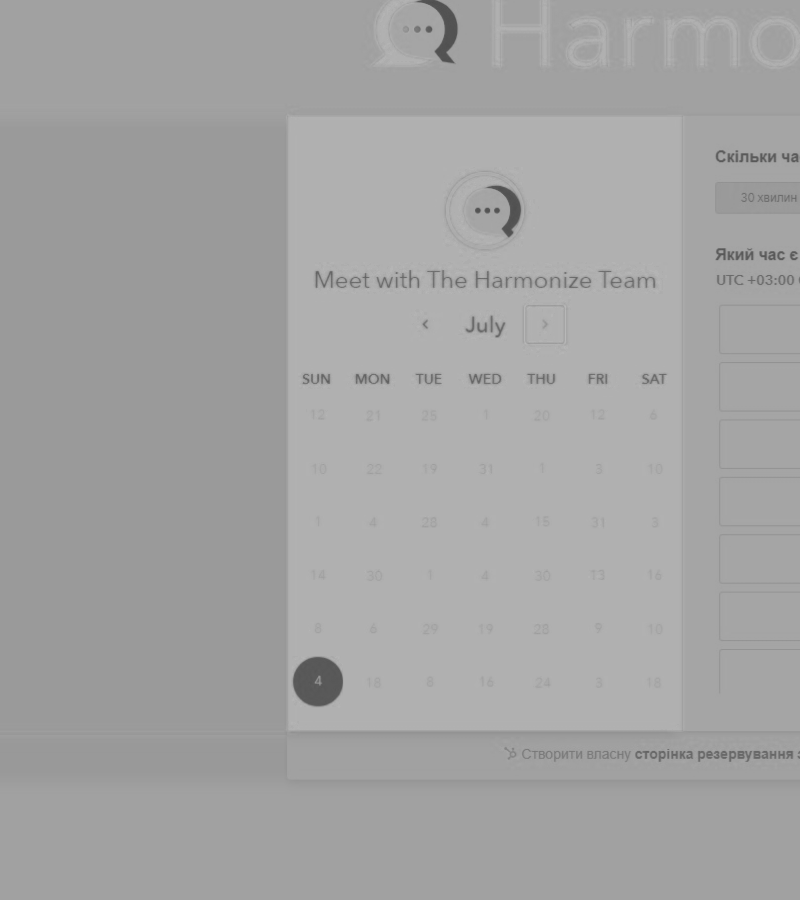 Harmo
Meet with The Harmonize Team
July
SUN MON TUE WED THU FRI SAT
12 21 25 1 20 12 6
10 22 19 31 1 3 10
1 4 28 4 15 31 3
14 30 1 4 30 13 16
8 6 29 19 28 9 10
4 18 8 16 24 3 18
Скільки ча
30 хвилин
Який час є
UTC +03:00
Створити власну сторінка резервування з